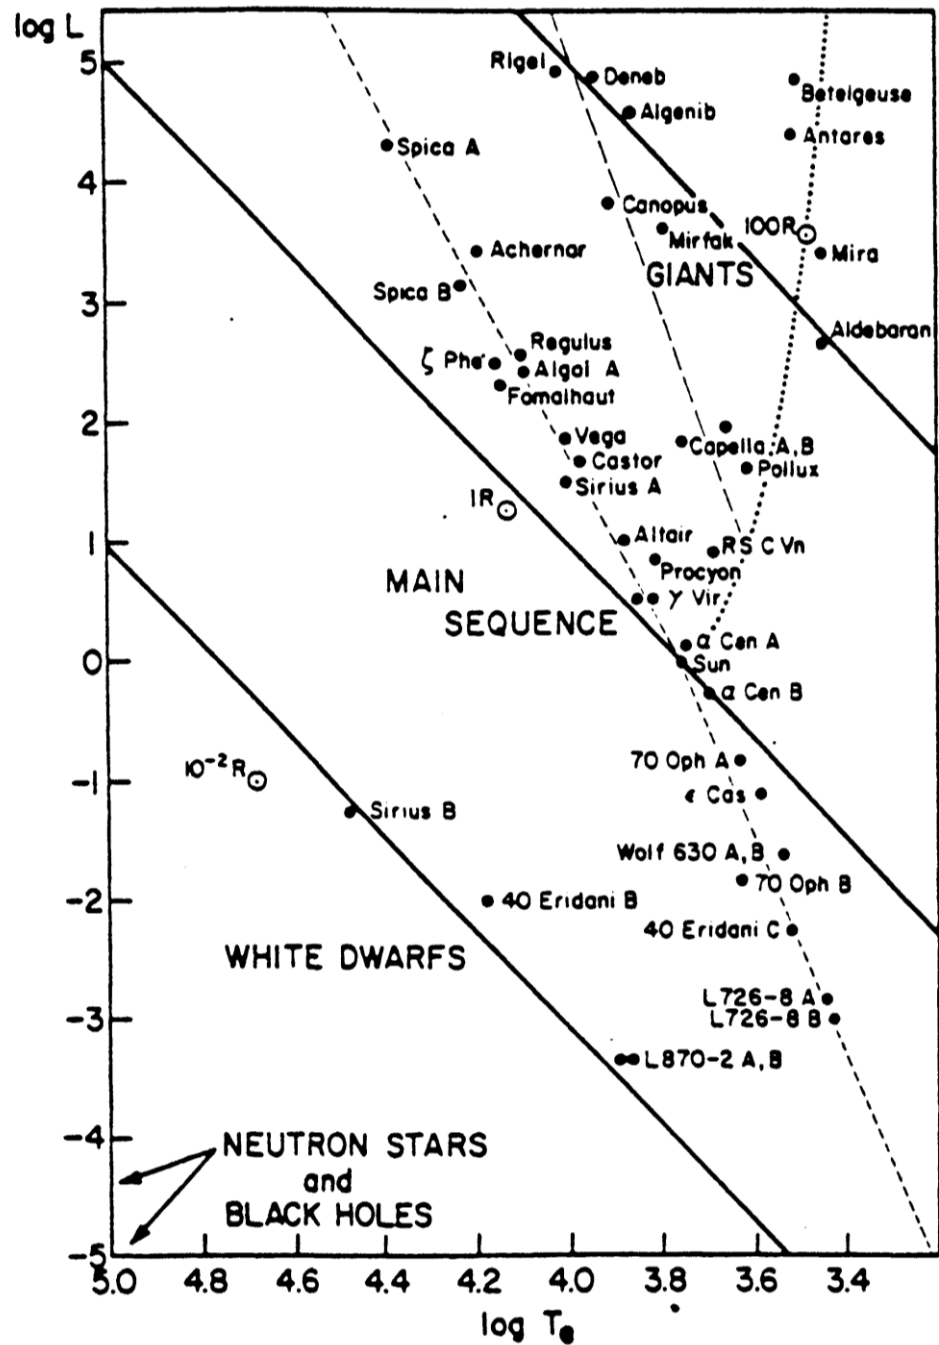 log L
5
4
3
2
1
0
-1
-2
-3
-4
-5
Rigel
Deneb
Algenib
Betelgeuse
Antares
Spica A
Canopus
Mirfak
100R⊙
Mira
Achernar
Spica B
GIANTS
Aldebaran
ζ Phe
Regulus
Algol A
Fomalhaut
Vega
Castor
Sirius A
Capella A,B
Pollux
1R⊙
Altair
Procyon
RS C Vn
MAIN
SEQUENCE
γ Vir
α Cen A
Sun
α Cen B
10⁻²R⊙
Sirius B
70 Oph A
ε Cas
Wolf 630 A,B
70 Oph B
40 Eridani B
40 Eridani C
WHITE DWARFS
L726-8 A
L726-8 B
L870-2 A,B
NEUTRON STARS
and
BLACK HOLES
5.0 4.8 4.6 4.4 4.2 4.0 3.8 3.6 3.4
log Te